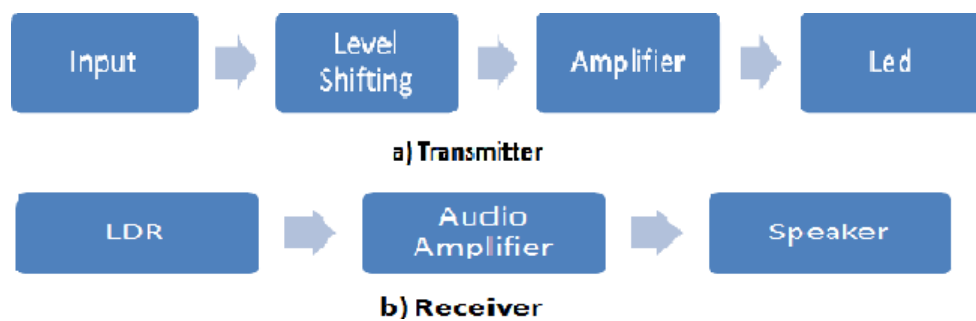 Input
Level
Shifting
Amplifier
Led
a) Transmitter
LDR
Audio
Amplifier
Speaker
b) Receiver